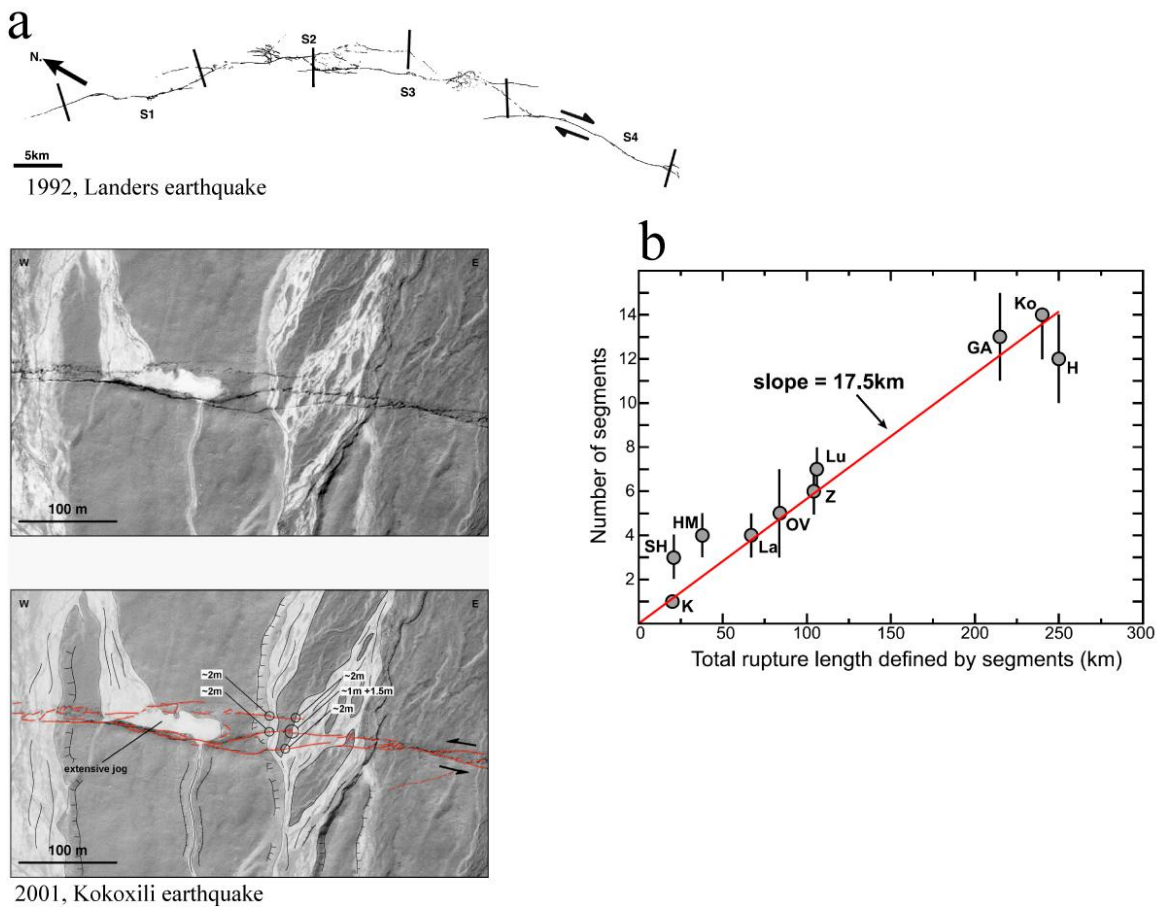 a
N.
S1
S2
S3
S4
5km
1992, Landers earthquake
W
E
100 m
W
E
~2m
~2m
~2m
~1m +1.5m
~2m
extensive jog
100 m
2001, Kokoxili earthquake
b
Number of segments
14
12
10
8
6
4
2
Ko
GA
H
slope = 17.5km
Lu
Z
OV
HM
SH
La
K
0
50
100
150
200
250
300
Total rupture length defined by segments (km)